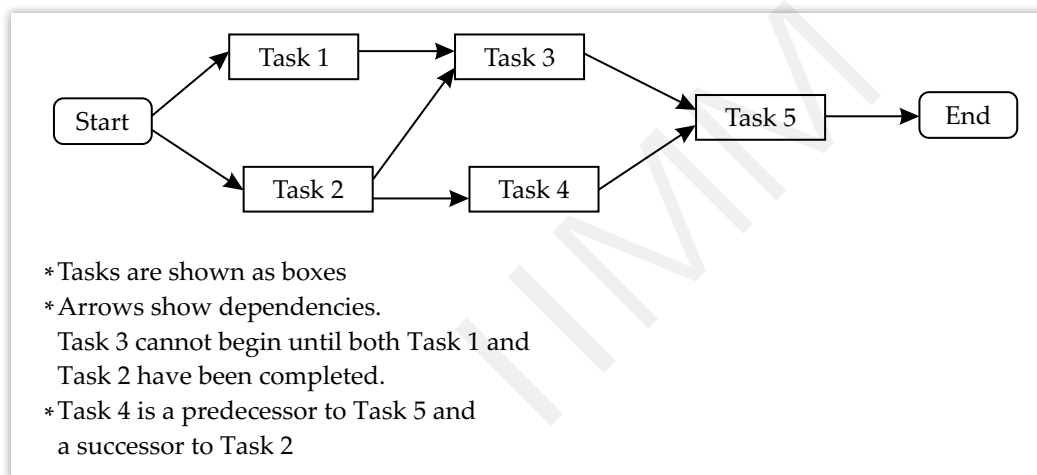 Task 1
Task 3
Start
Task 5
End
Task 2
Task 4
*Tasks are shown as boxes
*Arrows show dependencies.
Task 3 cannot begin until both Task 1 and
Task 2 have been completed.
*Task 4 is a predecessor to Task 5 and
a successor to Task 2
IIMM